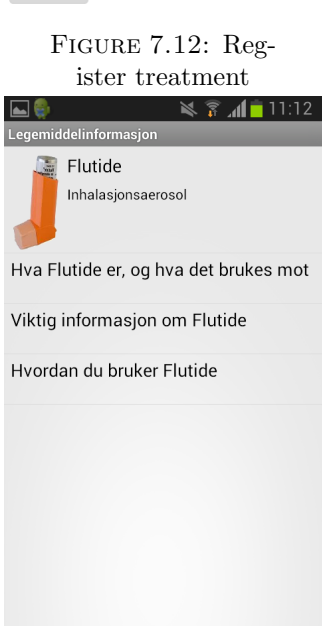 FIGURE 7.12: Reg-
ister treatment
11:12
Legemiddelinformasjon
Flutide
Inhalasjonsaerosol
Hva Flutide er, og hva det brukes mot
Viktig informasjon om Flutide
Hvordan du bruker Flutide